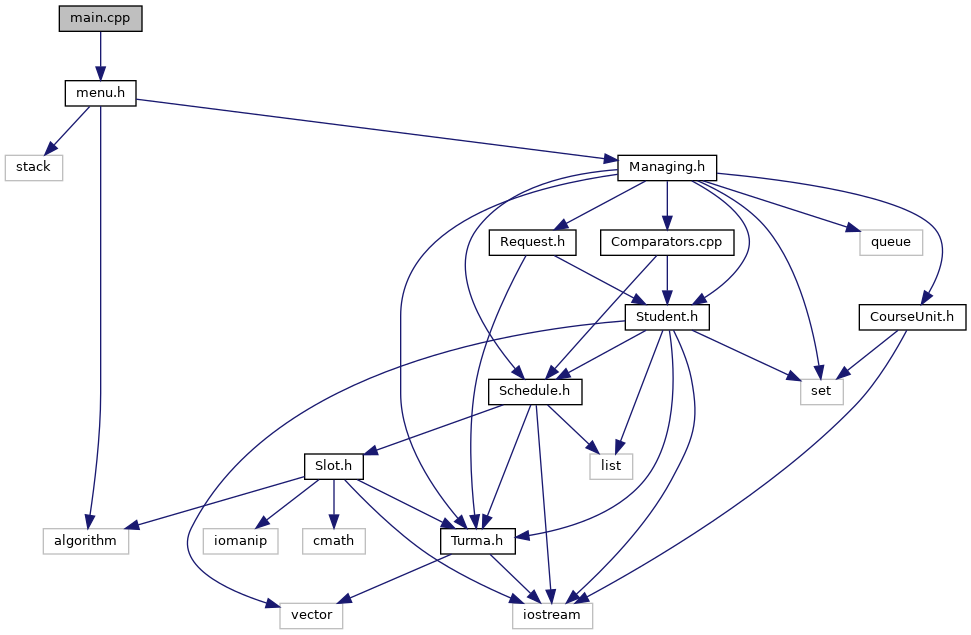 main.cpp
menu.h
stack
Managing.h
Request.h
Comparators.cpp
queue
Student.h
CourseUnit.h
Schedule.h
set
Slot.h
list
algorithm
iomanip
cmath
Turma.h
vector
iostream